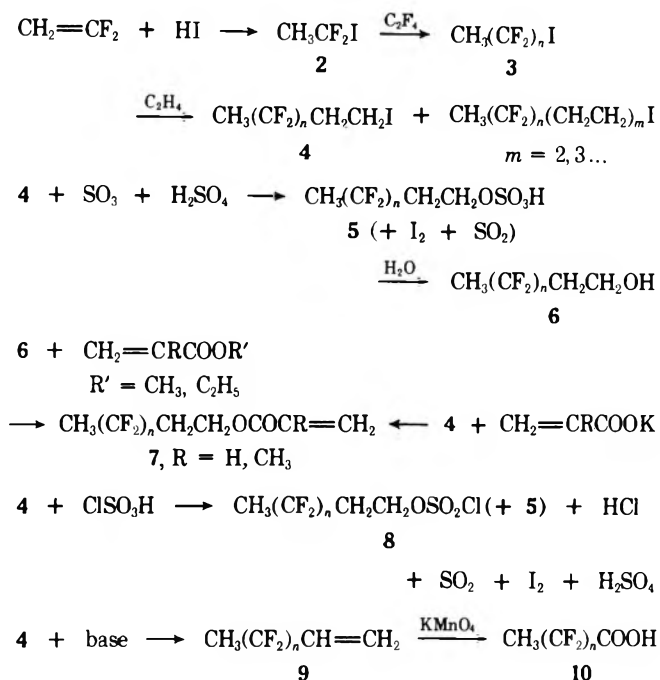 CH₂=CF₂ + HI → CH₃CF₂I →(C₂F₄) CH₃(CF₂)ₙI
2 3
→(C₂H₄) CH₃(CF₂)ₙCH₂CH₂I + CH₃(CF₂)ₙ(CH₂CH₂)ₘI
4 m = 2, 3...
4 + SO₃ + H₂SO₄ → CH₃(CF₂)ₙCH₂CH₂OSO₃H
5 (+ I₂ + SO₂)
→(H₂O) CH₃(CF₂)ₙCH₂CH₂OH
6
6 + CH₂=CRCOOR′
R′ = CH₃, C₂H₅
→ CH₃(CF₂)ₙCH₂CH₂OCOCR=CH₂ ← 4 + CH₂=CRCOOK
7, R = H, CH₃
4 + ClSO₃H → CH₃(CF₂)ₙCH₂CH₂OSO₂Cl (+ 5) + HCl
8
+ SO₂ + I₂ + H₂SO₄
4 + base → CH₃(CF₂)ₙCH=CH₂ →(KMnO₄) CH₃(CF₂)ₙCOOH
9 10